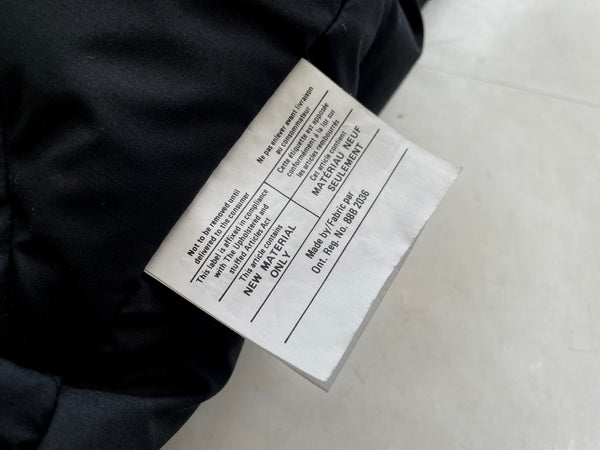 Not to be removed until
delivered to the consumer
This label is affixed in compliance
with The Upholstered and
stuffed Articles Act
This article contains
NEW MATERIAL
ONLY
Ne pas enlever avant livraison
au consommateur
Cette étiquette est apposée
conformément à la loi sur
les articles rembourrés
Cet article contient
MATÉRIAU NEUF
SEULEMENT
Made by/Fabric par
Ont. Reg. No. 88B 2036